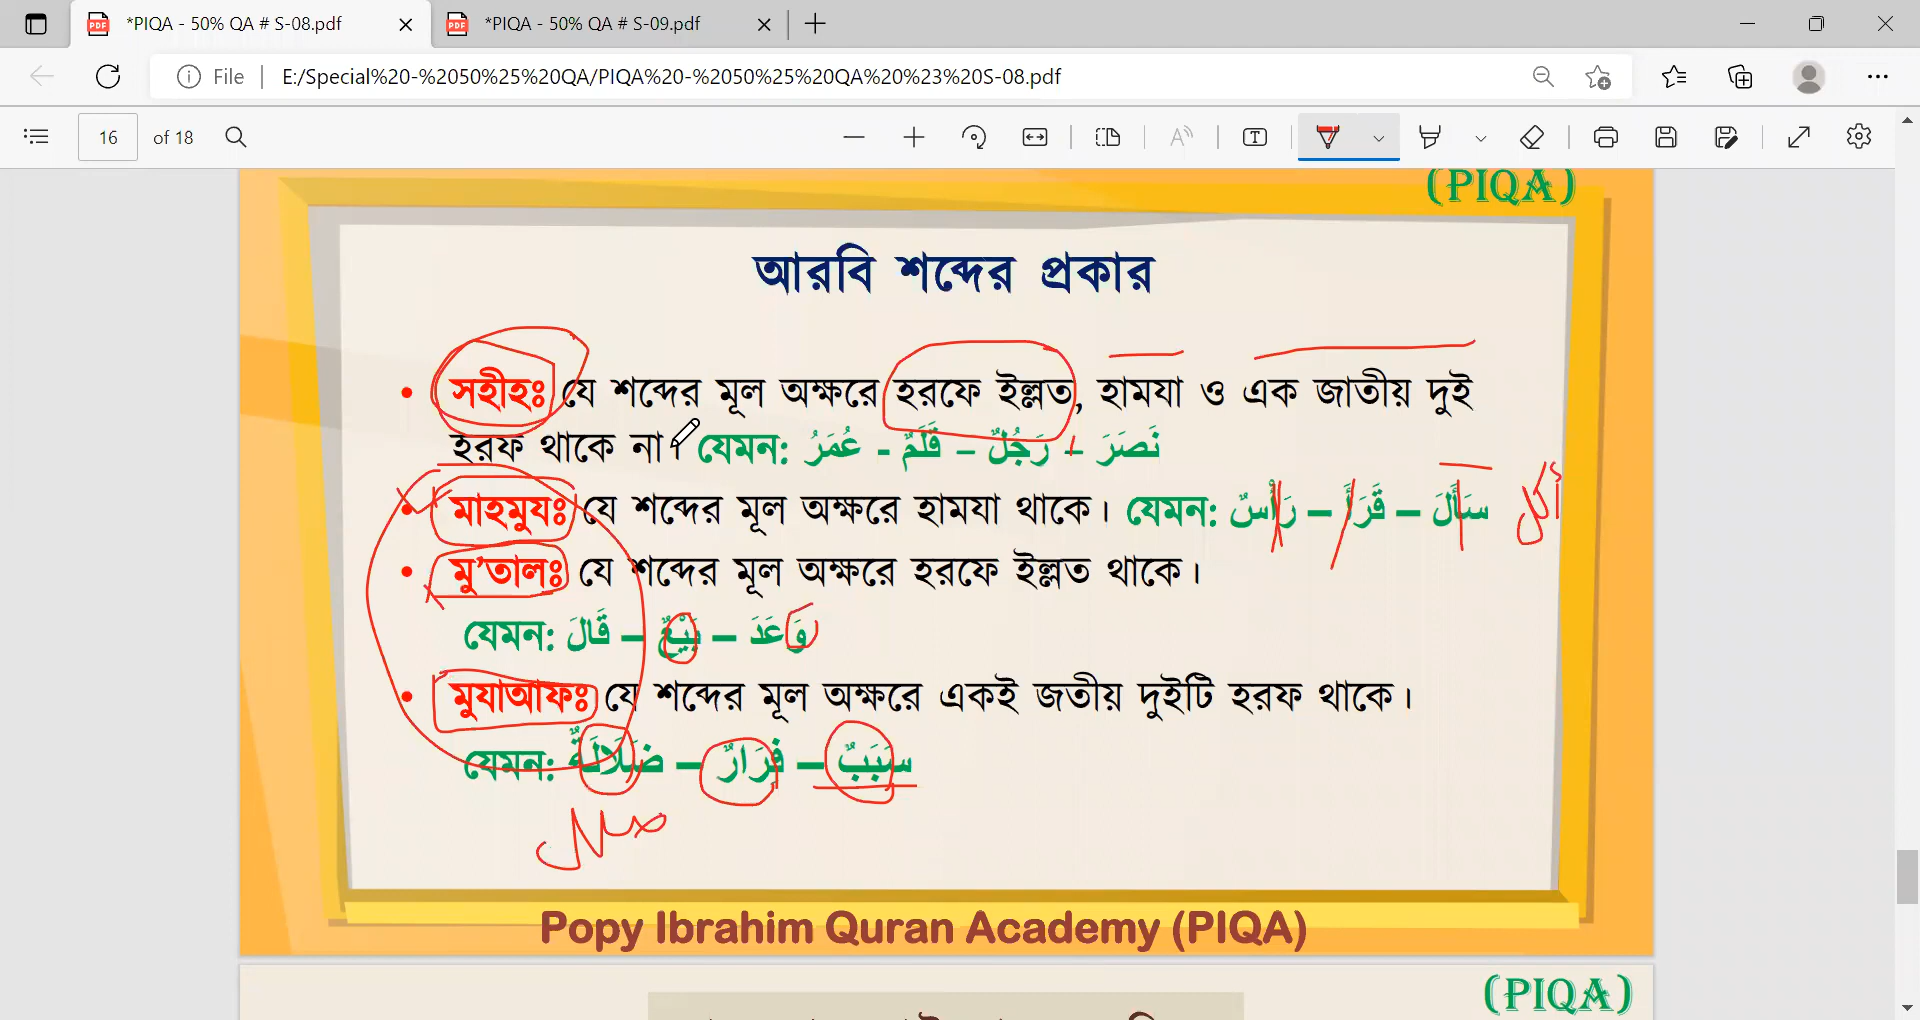 *PIQA - 50% QA # S-08.pdf
*PIQA - 50% QA # S-09.pdf
File
E:/Special%20-%2050%25%20QA/PIQA%20-%2050%25%20QA%20%23%20S-08.pdf
16 of 18
(PIQA)
আরবি শব্দের প্রকার
• সহীহঃ যে শব্দের মূল অক্ষরে হরফে ইল্লত, হামযা ও এক জাতীয় দুই
হরফ থাকে না। যেমন: نَصَرَ – رَجُلٌ – قَلَمٌ - عُمَرُ
• মাহমুযঃ যে শব্দের মূল অক্ষরে হামযা থাকে। যেমন: سَأَلَ – قَرَأَ – رَأْسٌ
اكل
• মু’তালঃ যে শব্দের মূল অক্ষরে হরফে ইল্লত থাকে।
যেমন: وَعَدَ – بَيْعٌ – قَالَ
• মুযাআফঃ যে শব্দের মূল অক্ষরে একই জতীয় দুইটি হরফ থাকে।
যেমন: سَبَبٌ – فِرَارٌ – ضَلَالَةٌ
ضلل
Popy Ibrahim Quran Academy (PIQA)
(PIQA)